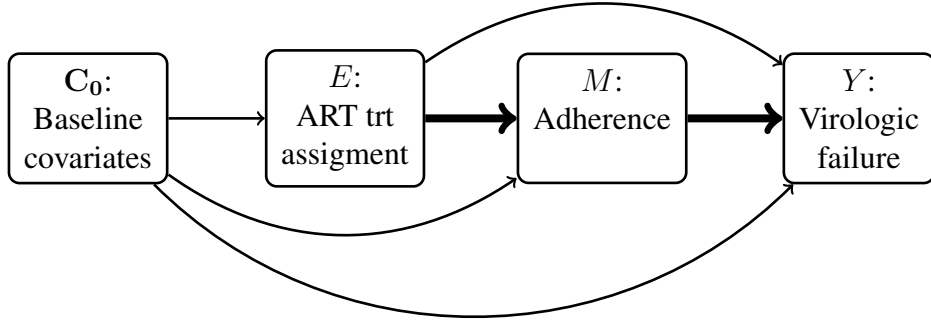 C₀:
Baseline
covariates
E:
ART trt
assigment
M:
Adherence
Y:
Virologic
failure